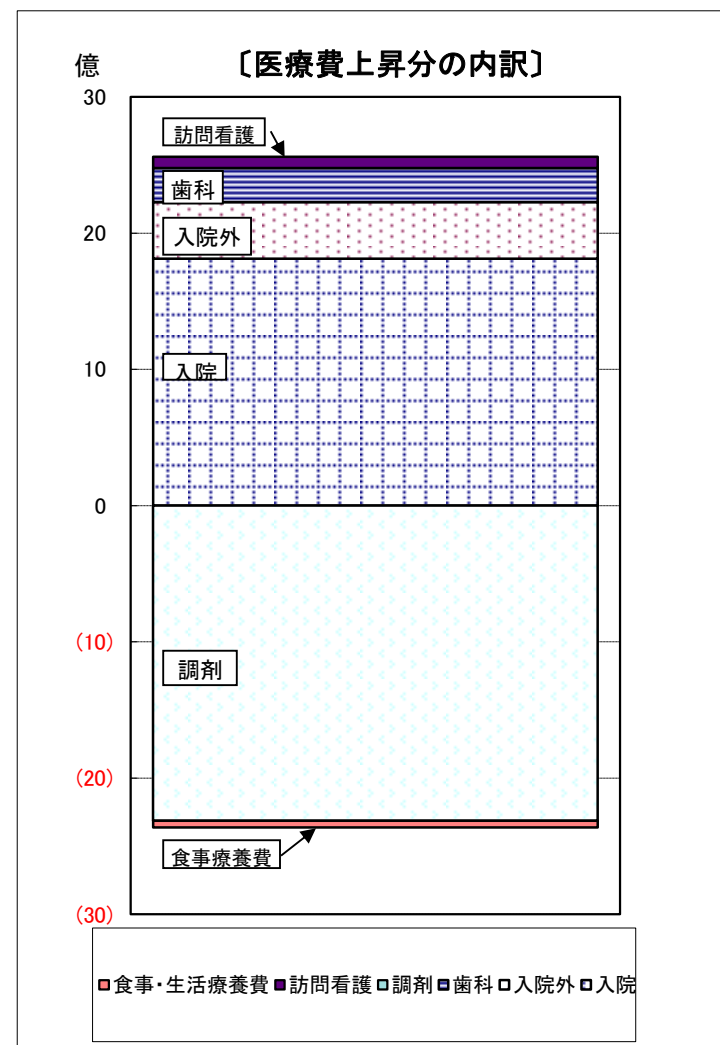 〔医療費上昇分の内訳〕
億
30
訪問看護
歯科
20
入院外
10
入院
0
(10)
調剤
(20)
食事療養費
(30)
食事・生活療養費 訪問看護 調剤 歯科 入院外 入院